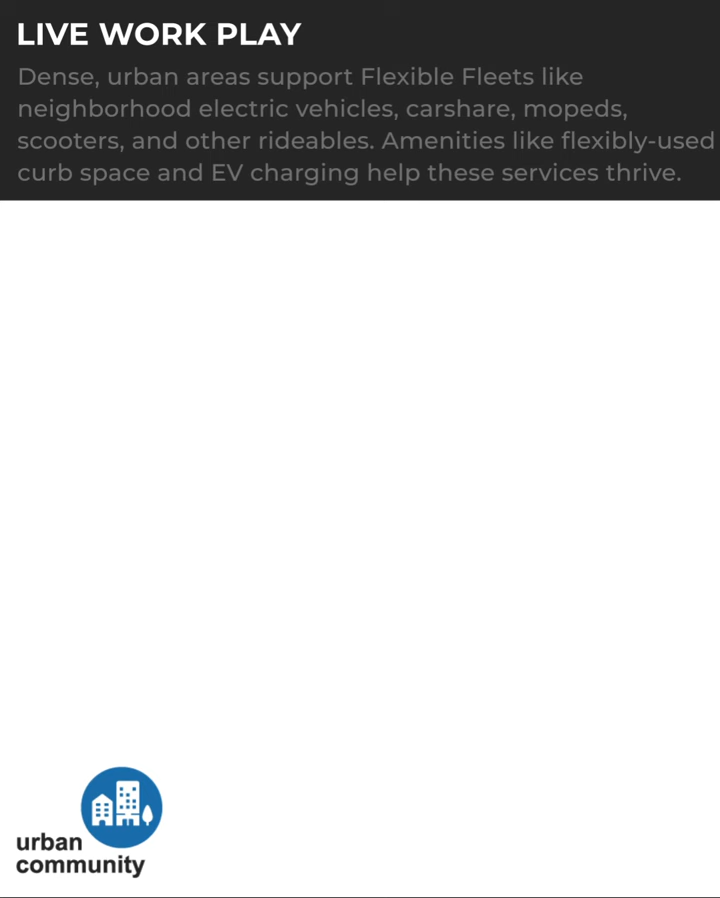 LIVE WORK PLAY
Dense, urban areas support Flexible Fleets like
neighborhood electric vehicles, carshare, mopeds,
scooters, and other rideables. Amenities like flexibly-used
curb space and EV charging help these services thrive.
urban
community